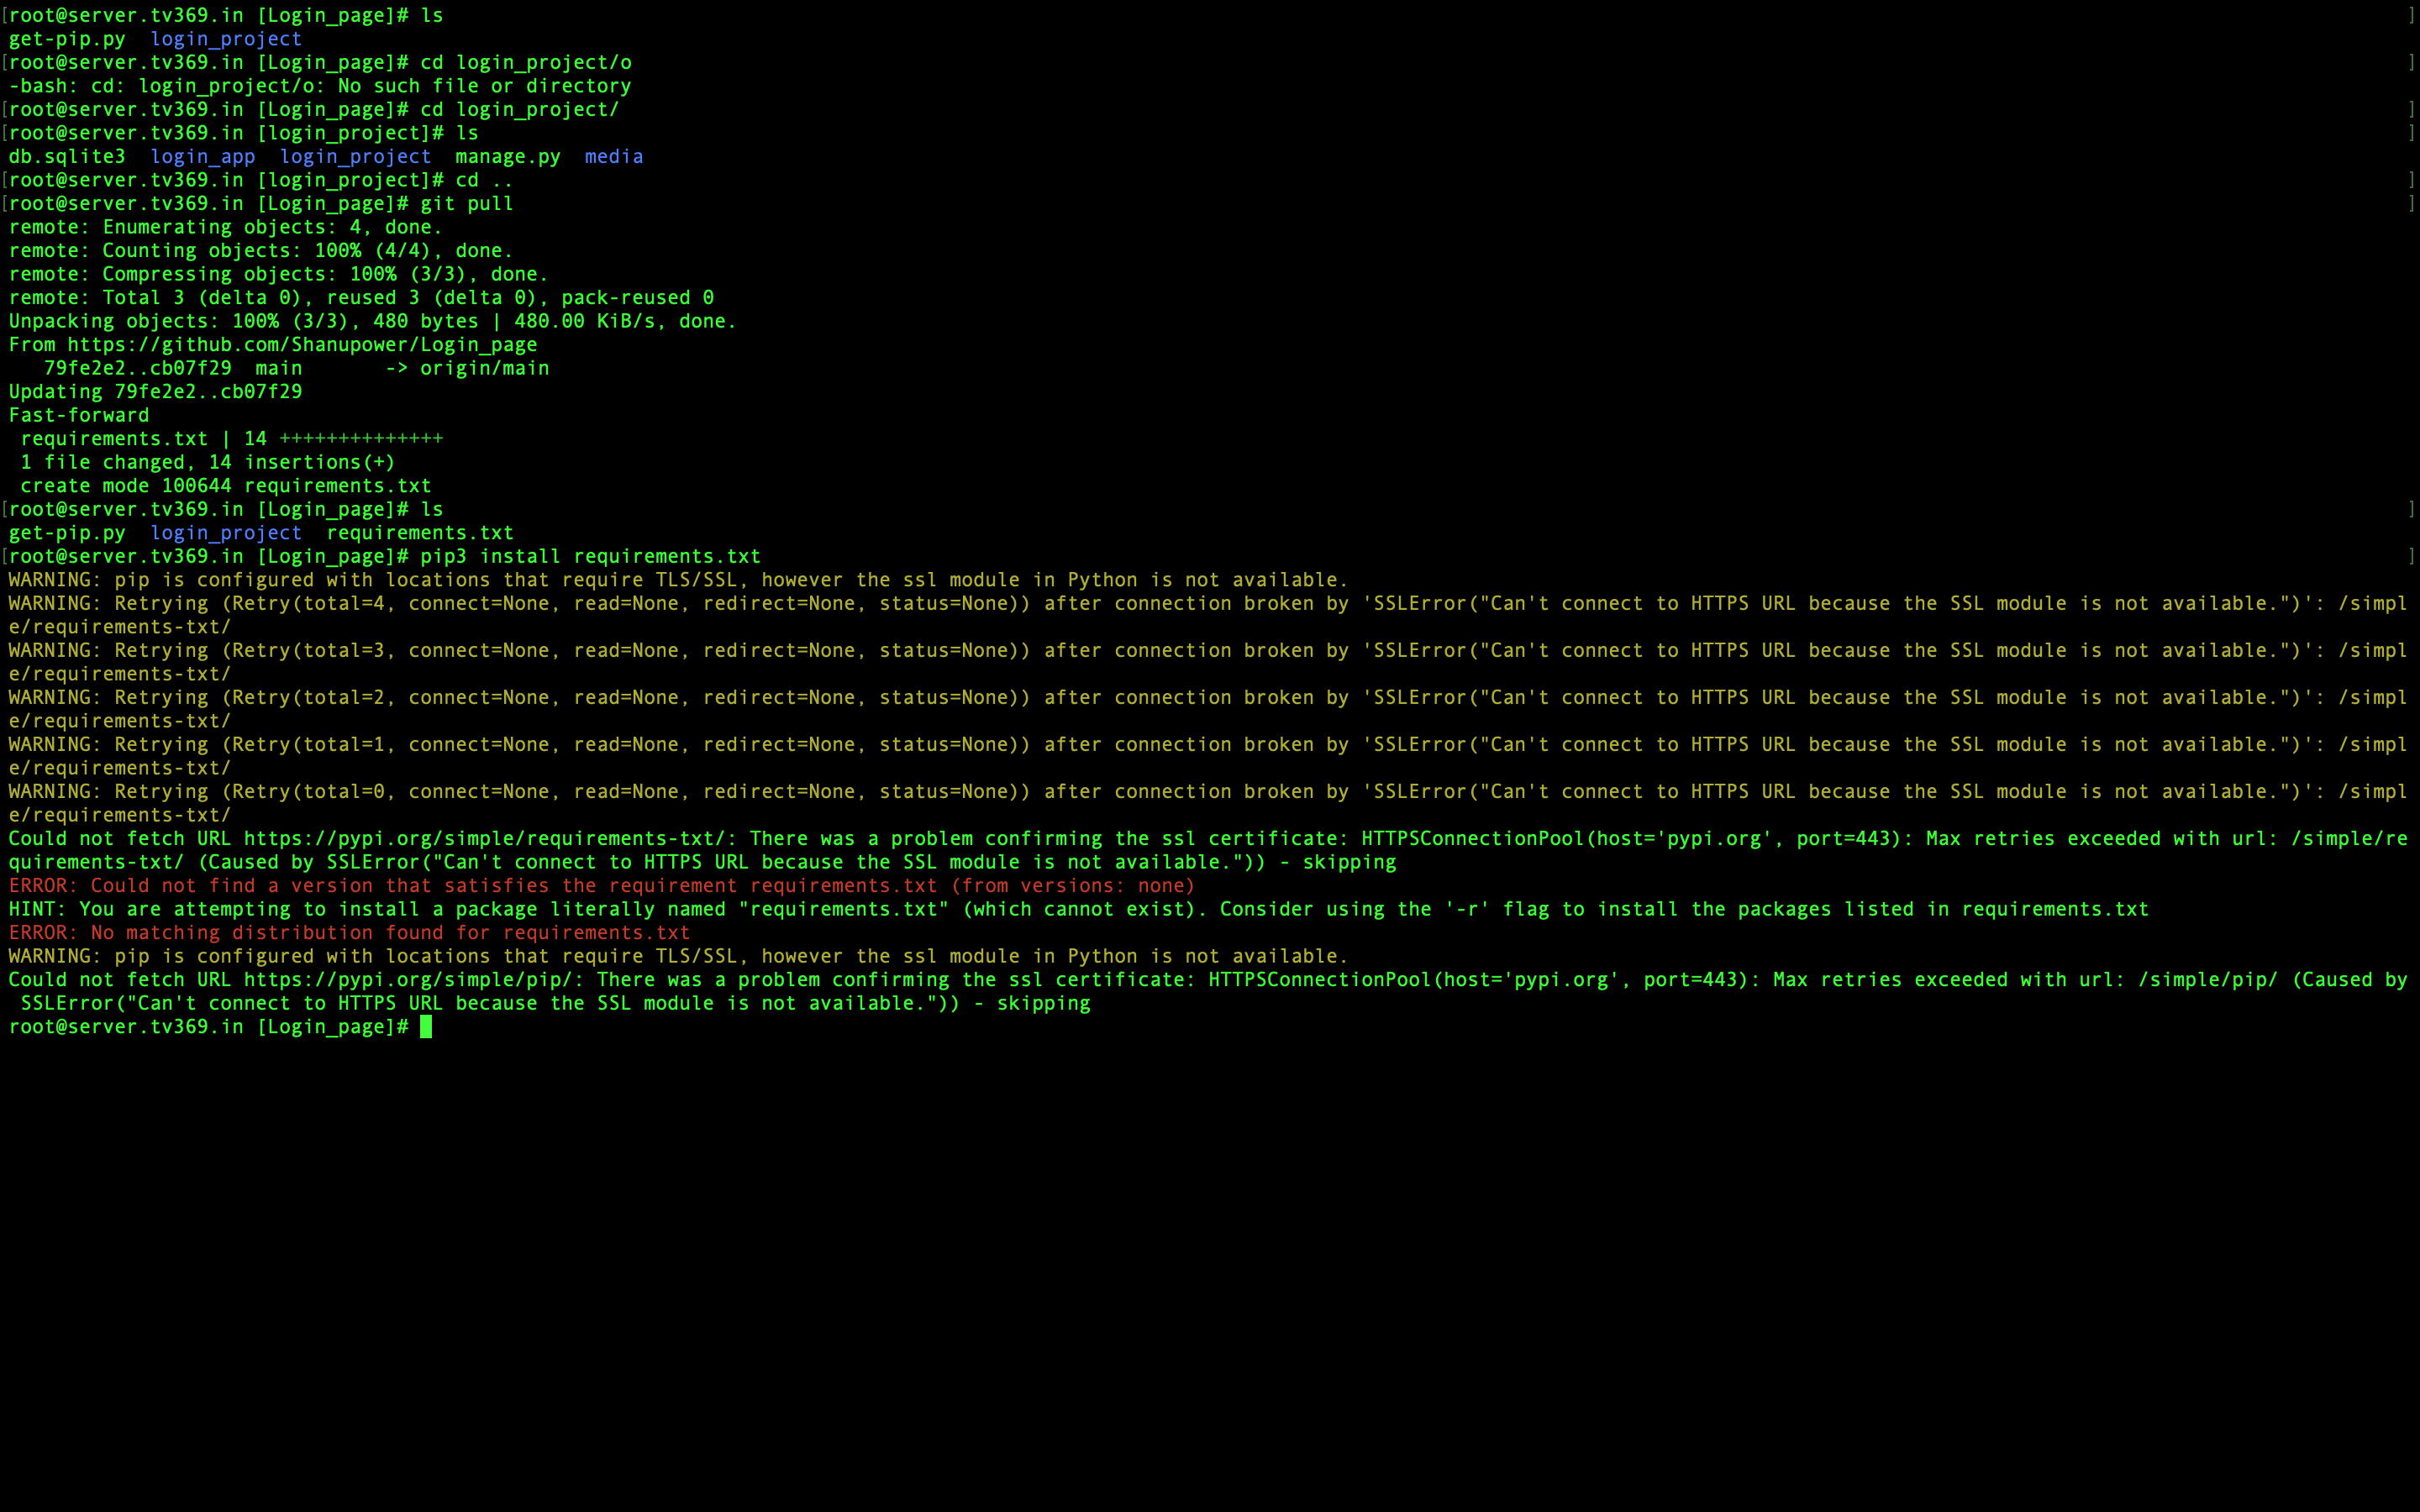 [root@server.tv369.in [Login_page]# ls ]
get-pip.py  login_project
[root@server.tv369.in [Login_page]# cd login_project/o ]
-bash: cd: login_project/o: No such file or directory
[root@server.tv369.in [Login_page]# cd login_project/ ]
[root@server.tv369.in [login_project]# ls ]
db.sqlite3  login_app  login_project  manage.py  media
[root@server.tv369.in [login_project]# cd .. ]
[root@server.tv369.in [Login_page]# git pull ]
remote: Enumerating objects: 4, done.
remote: Counting objects: 100% (4/4), done.
remote: Compressing objects: 100% (3/3), done.
remote: Total 3 (delta 0), reused 3 (delta 0), pack-reused 0
Unpacking objects: 100% (3/3), 480 bytes | 480.00 KiB/s, done.
From https://github.com/Shanupower/Login_page
   79fe2e2..cb07f29  main       -> origin/main
Updating 79fe2e2..cb07f29
Fast-forward
 requirements.txt | 14 ++++++++++++++
 1 file changed, 14 insertions(+)
 create mode 100644 requirements.txt
[root@server.tv369.in [Login_page]# ls ]
get-pip.py  login_project  requirements.txt
[root@server.tv369.in [Login_page]# pip3 install requirements.txt ]
WARNING: pip is configured with locations that require TLS/SSL, however the ssl module in Python is not available.
WARNING: Retrying (Retry(total=4, connect=None, read=None, redirect=None, status=None)) after connection broken by 'SSLError("Can't connect to HTTPS URL because the SSL module is not available.")': /simpl
e/requirements-txt/
WARNING: Retrying (Retry(total=3, connect=None, read=None, redirect=None, status=None)) after connection broken by 'SSLError("Can't connect to HTTPS URL because the SSL module is not available.")': /simpl
e/requirements-txt/
WARNING: Retrying (Retry(total=2, connect=None, read=None, redirect=None, status=None)) after connection broken by 'SSLError("Can't connect to HTTPS URL because the SSL module is not available.")': /simpl
e/requirements-txt/
WARNING: Retrying (Retry(total=1, connect=None, read=None, redirect=None, status=None)) after connection broken by 'SSLError("Can't connect to HTTPS URL because the SSL module is not available.")': /simpl
e/requirements-txt/
WARNING: Retrying (Retry(total=0, connect=None, read=None, redirect=None, status=None)) after connection broken by 'SSLError("Can't connect to HTTPS URL because the SSL module is not available.")': /simpl
e/requirements-txt/
Could not fetch URL https://pypi.org/simple/requirements-txt/: There was a problem confirming the ssl certificate: HTTPSConnectionPool(host='pypi.org', port=443): Max retries exceeded with url: /simple/re
quirements-txt/ (Caused by SSLError("Can't connect to HTTPS URL because the SSL module is not available.")) - skipping
ERROR: Could not find a version that satisfies the requirement requirements.txt (from versions: none)
HINT: You are attempting to install a package literally named "requirements.txt" (which cannot exist). Consider using the '-r' flag to install the packages listed in requirements.txt
ERROR: No matching distribution found for requirements.txt
WARNING: pip is configured with locations that require TLS/SSL, however the ssl module in Python is not available.
Could not fetch URL https://pypi.org/simple/pip/: There was a problem confirming the ssl certificate: HTTPSConnectionPool(host='pypi.org', port=443): Max retries exceeded with url: /simple/pip/ (Caused by
 SSLError("Can't connect to HTTPS URL because the SSL module is not available.")) - skipping
root@server.tv369.in [Login_page]#